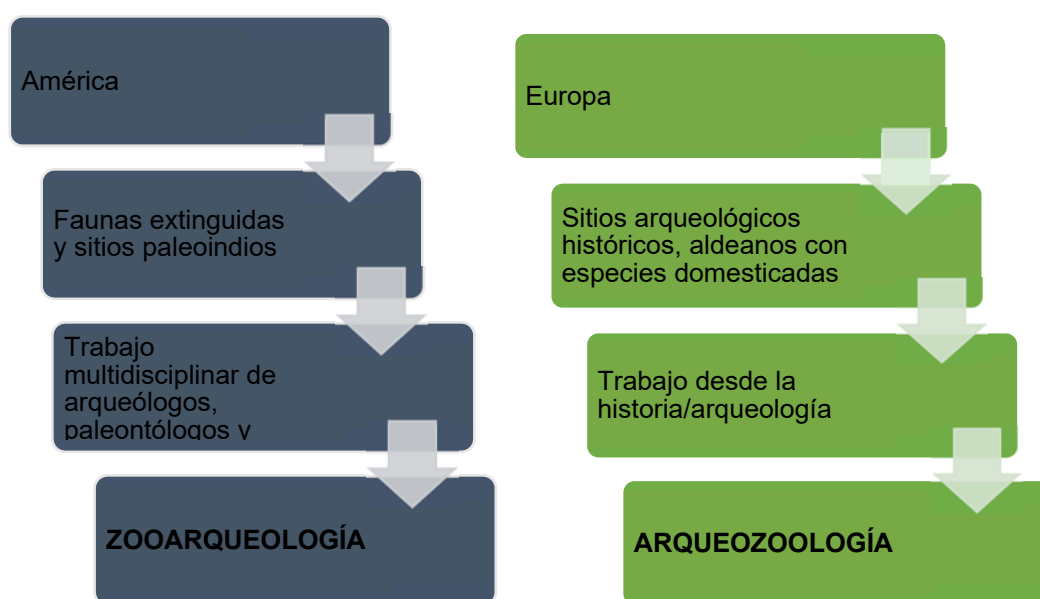 América
Faunas extinguidas
y sitios paleoindios
Trabajo
multidisciplinar de
arqueólogos,
paleontólogos y
ZOOARQUEOLOGÍA
Europa
Sitios arqueológicos
históricos, aldeanos con
especies domesticadas
Trabajo desde la
historia/arqueología
ARQUEOZOOLOGÍA